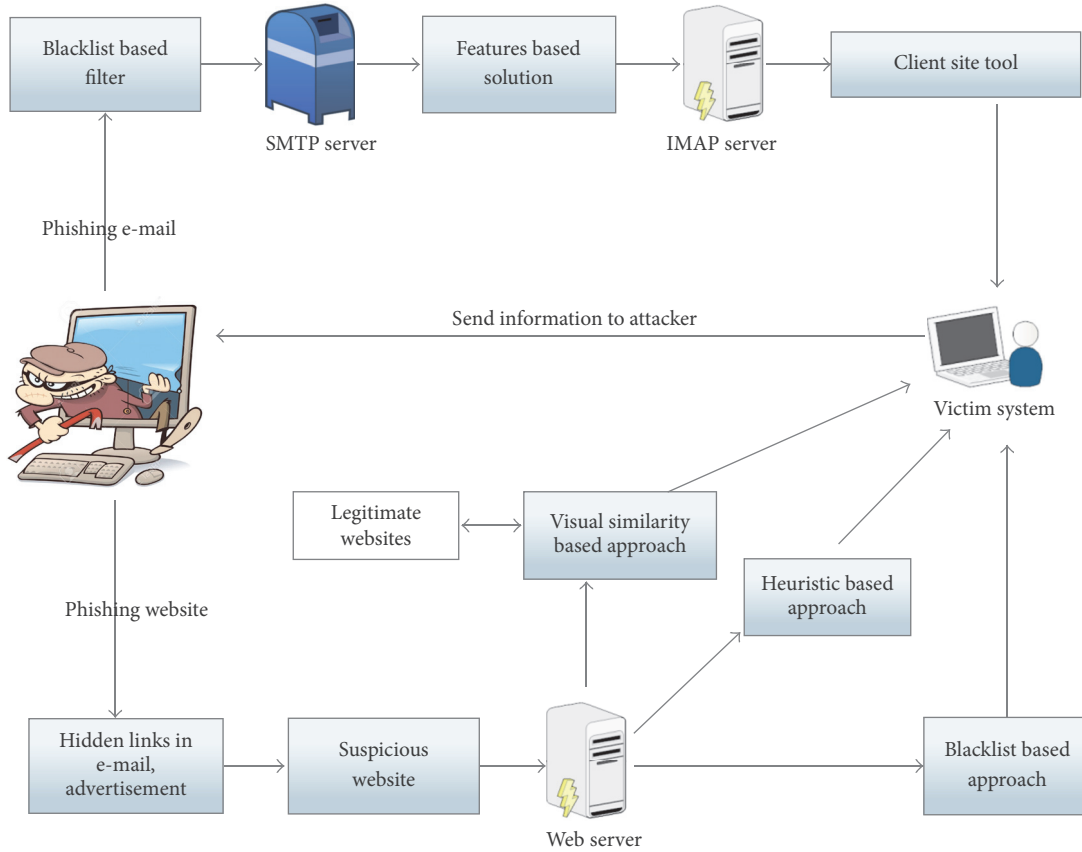 Blacklist based
filter
SMTP server
Features based
solution
IMAP server
Client site tool
Phishing e-mail
Send information to attacker
Victim system
Legitimate
websites
Visual similarity
based approach
Heuristic based
approach
Phishing website
Hidden links in
e-mail,
advertisement
Suspicious
website
Web server
Blacklist based
approach